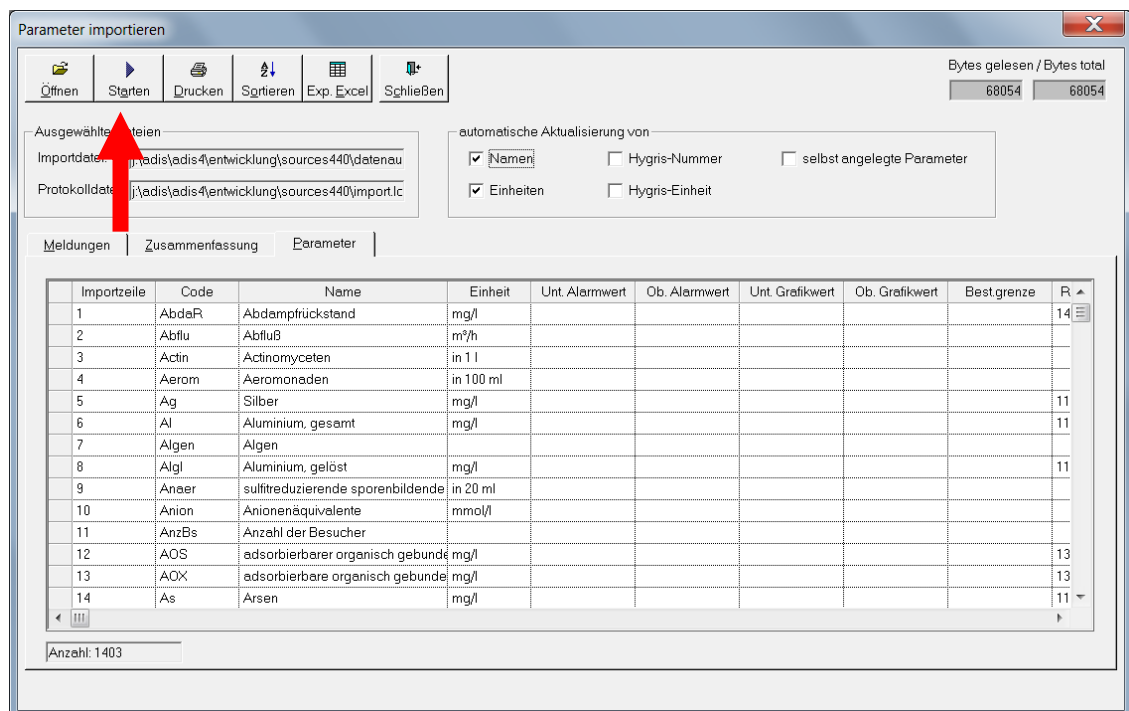 Parameter importieren
Öffnen Starten Drucken Sortieren Exp. Excel Schließen
Bytes gelesen / Bytes total
68054 68054
Ausgewählte Dateien
automatische Aktualisierung von
Importdatei: j:\adis\adis4\entwicklung\sources440\datenau
Namen Hygris-Nummer selbst angelegte Parameter
Protokolldatei: j:\adis\adis4\entwicklung\sources440\import.lc
Einheiten Hygris-Einheit
Meldungen Zusammenfassung Parameter
Importzeile Code Name Einheit Unt. Alarmwert Ob. Alarmwert Unt. Grafikwert Ob. Grafikwert Best.grenze R
1 AbdaR Abdampfrückstand mg/l 14
2 Abflu Abfluß m³/h
3 Actin Actinomyceten in 1 l
4 Aerom Aeromonaden in 100 ml
5 Ag Silber mg/l 11
6 Al Aluminium, gesamt mg/l 11
7 Algen Algen
8 Algl Aluminium, gelöst mg/l 11
9 Anaer sulfitreduzierende sporenbildende in 20 ml
10 Anion Anionenäquivalente mmol/l
11 AnzBs Anzahl der Besucher
12 AOS adsorbierbarer organisch gebunde mg/l 13
13 AOX adsorbierbare organisch gebunde mg/l 13
14 As Arsen mg/l 11
Anzahl: 1403